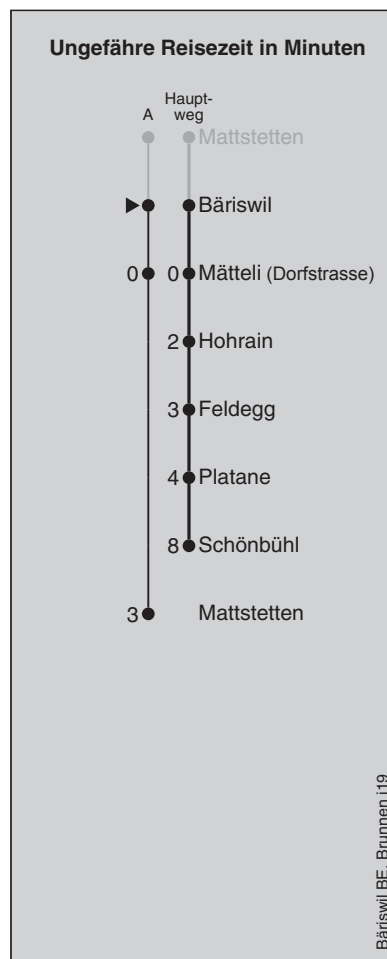 Ungefähre Reisezeit in Minuten
A
Haupt-
weg
Mattstetten
Bäriswil
0 0 Mätteli (Dorfstrasse)
2 Hohrain
3 Feldegg
4 Platane
8 Schönbühl
3 Mattstetten
Bäriswil BE, Brunnen j19